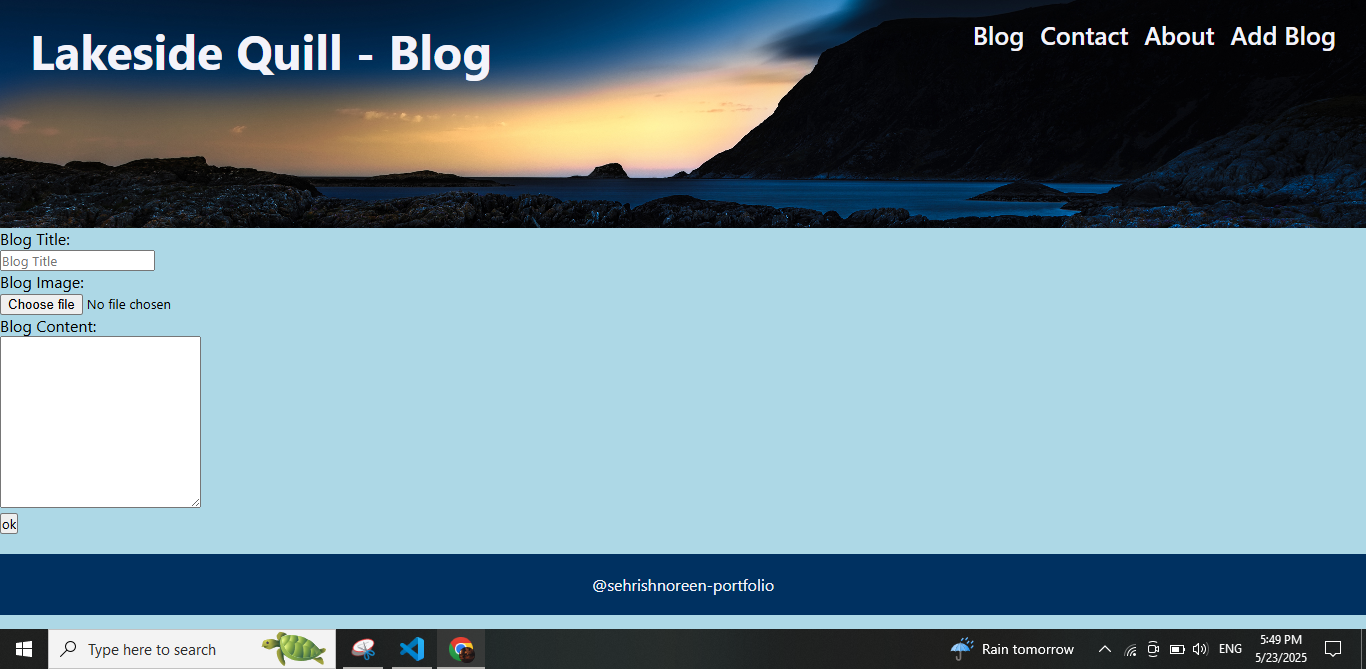 Lakeside Quill - Blog
Blog Contact About Add Blog
Blog Title:
Blog Title
Blog Image:
Choose file No file chosen
Blog Content:
ok
@sehrishnoreen-portfolio
Type here to search
Rain tomorrow
ENG
5:49 PM
5/23/2025